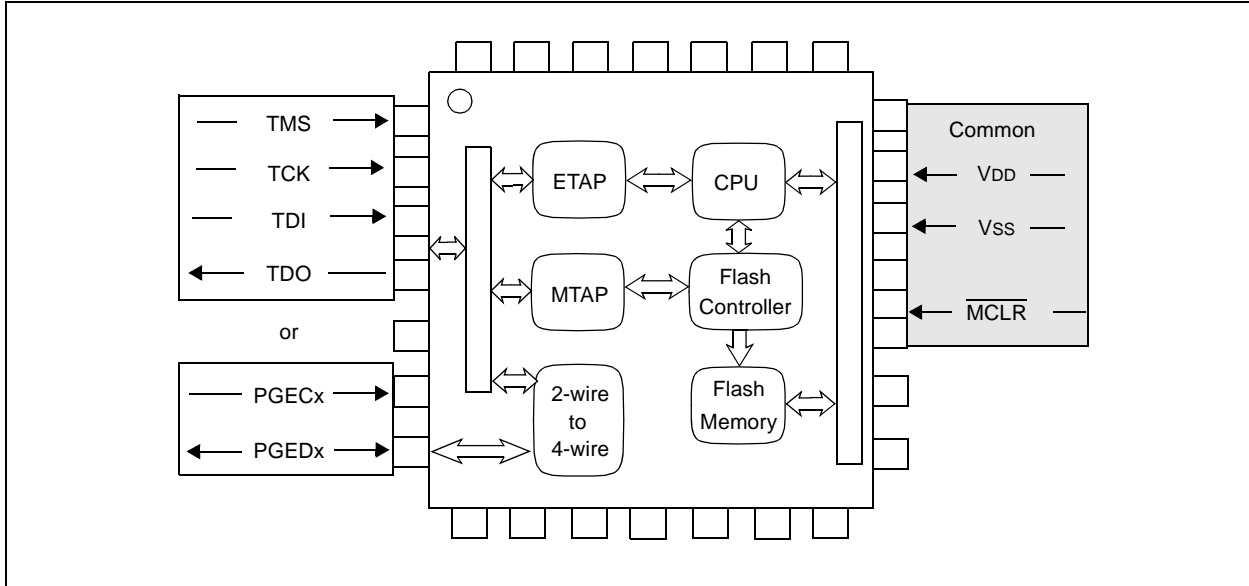 TMS
TCK
TDI
TDO
or
PGECx
PGEDx
ETAP
MTAP
2-wire
to
4-wire
CPU
Flash
Controller
Flash
Memory
Common
VDD
VSS
MCLR